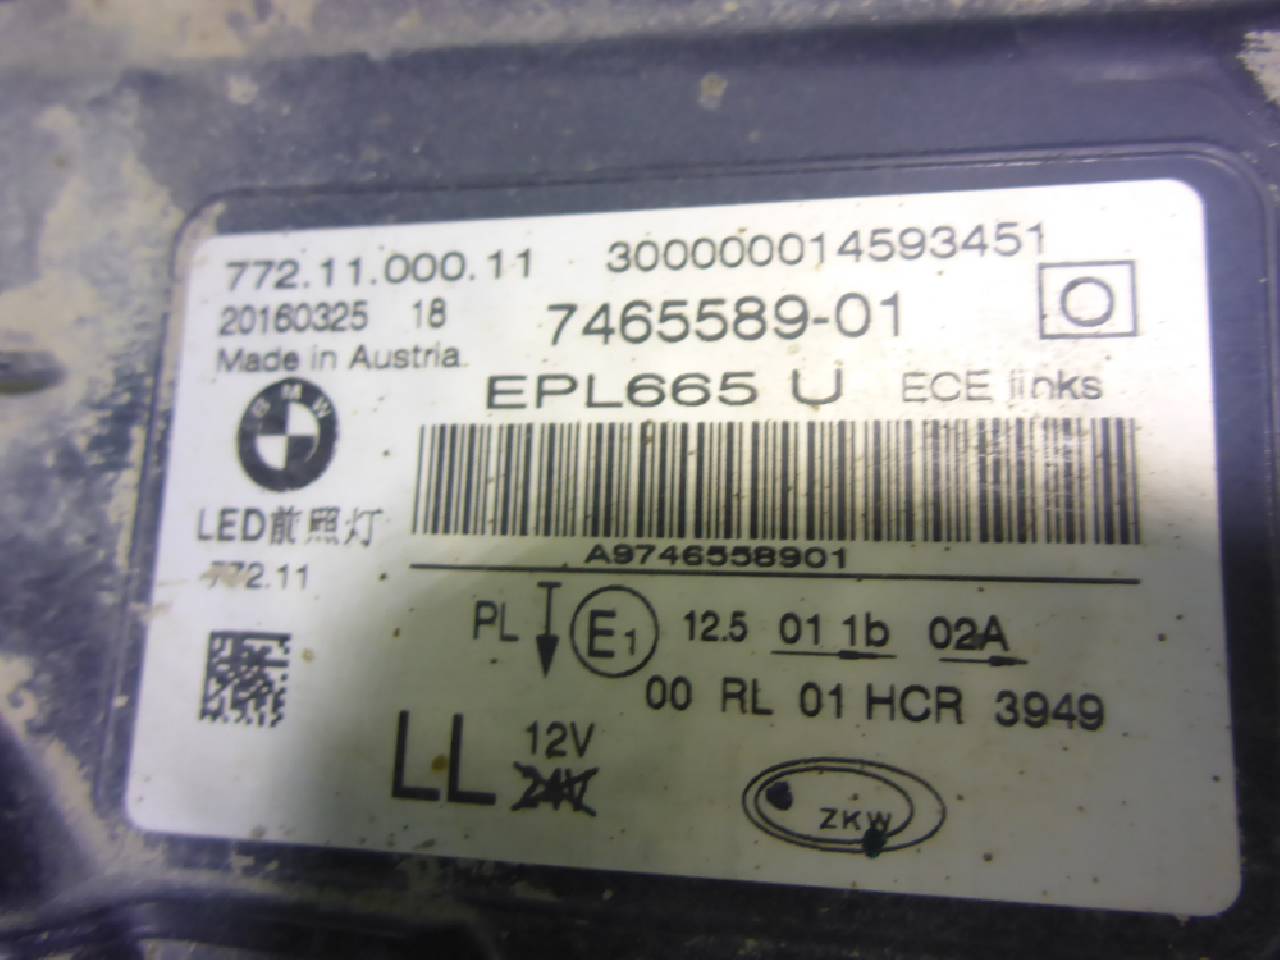 772.11.000.11 300000014593451
20160325 18 7465589-01 O
Made in Austria
EPL665 U ECE links
BMW
LED前照灯
A9746558901
772.11
PL E1 12.5 01 1b 02A
00 RL 01 HCR 3949
LL 12V
24V
ZKW